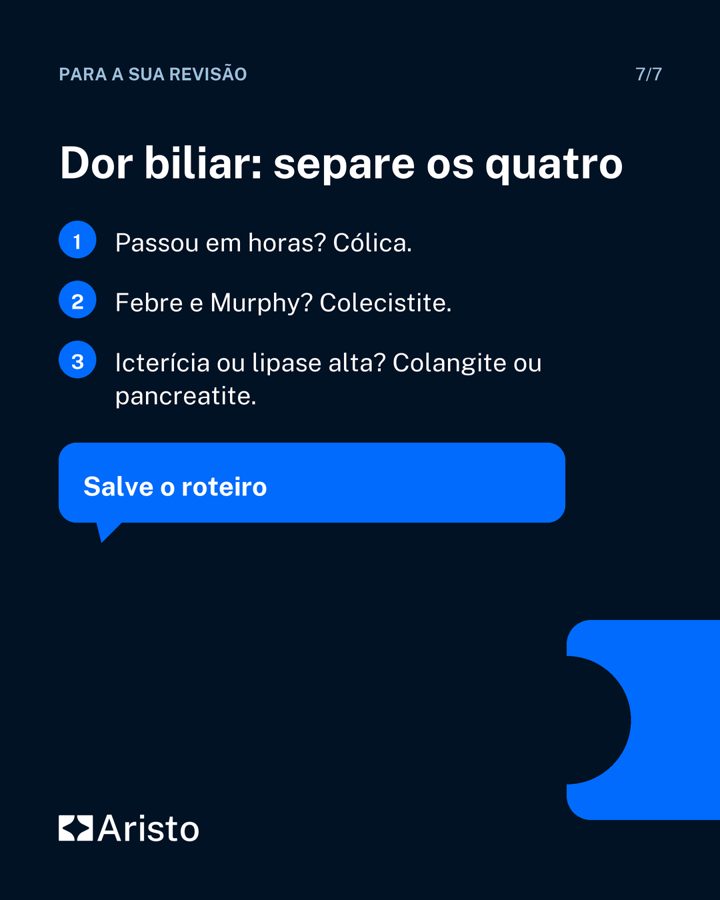 PARA A SUA REVISÃO
7/7
Dor biliar: separe os quatro
1 Passou em horas? Cólica.
2 Febre e Murphy? Colecistite.
3 Icterícia ou lipase alta? Colangite ou
pancreatite.
Salve o roteiro
Aristo